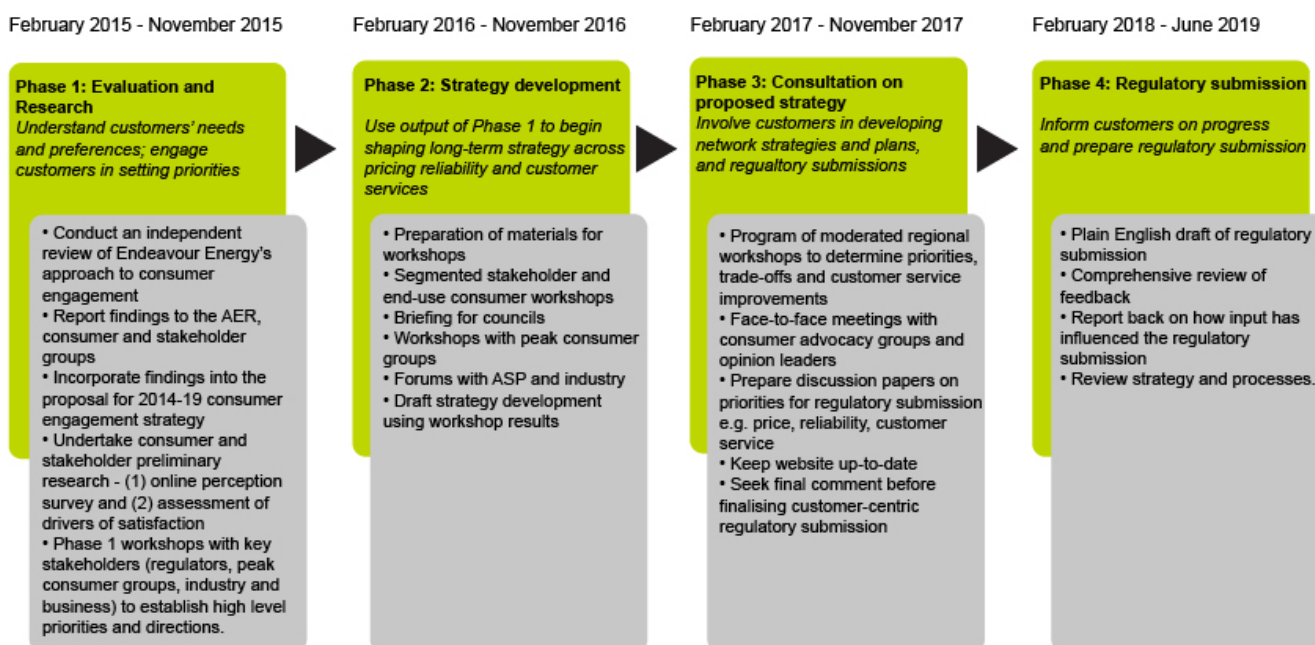 February 2015 - November 2015
Phase 1: Evaluation and
Research
Understand customers' needs
and preferences; engage
customers in setting priorities
• Conduct an independent
review of Endeavour Energy's
approach to consumer
engagement
• Report findings to the AER,
consumer and stakeholder
groups
• Incorporate findings into the
proposal for 2014-19 consumer
engagement strategy
• Undertake consumer and
stakeholder preliminary
research - (1) online perception
survey and (2) assessment of
drivers of satisfaction
• Phase 1 workshops with key
stakeholders (regulators, peak
consumer groups, industry and
business) to establish high level
priorities and directions.
February 2016 - November 2016
Phase 2: Strategy development
Use output of Phase 1 to begin
shaping long-term strategy across
pricing reliability and customer
services
• Preparation of materials for
workshops
• Segmented stakeholder and
end-use consumer workshops
• Briefing for councils
• Workshops with peak consumer
groups
• Forums with ASP and industry
• Draft strategy development
using workshop results
February 2017 - November 2017
Phase 3: Consultation on
proposed strategy
Involve customers in developing
network strategies and plans,
and regualtory submissions
• Program of moderated regional
workshops to determine priorities,
trade-offs and customer service
improvements
• Face-to-face meetings with
consumer advocacy groups and
opinion leaders
• Prepare discussion papers on
priorities for regulatory submission
e.g. price, reliability, customer
service
• Keep website up-to-date
• Seek final comment before
finalising customer-centric
regulatory submission
February 2018 - June 2019
Phase 4: Regulatory submission
Inform customers on progress
and prepare regulatory submission
• Plain English draft of regulatory
submission
• Comprehensive review of
feedback
• Report back on how input has
influenced the regulatory
submission
• Review strategy and processes.